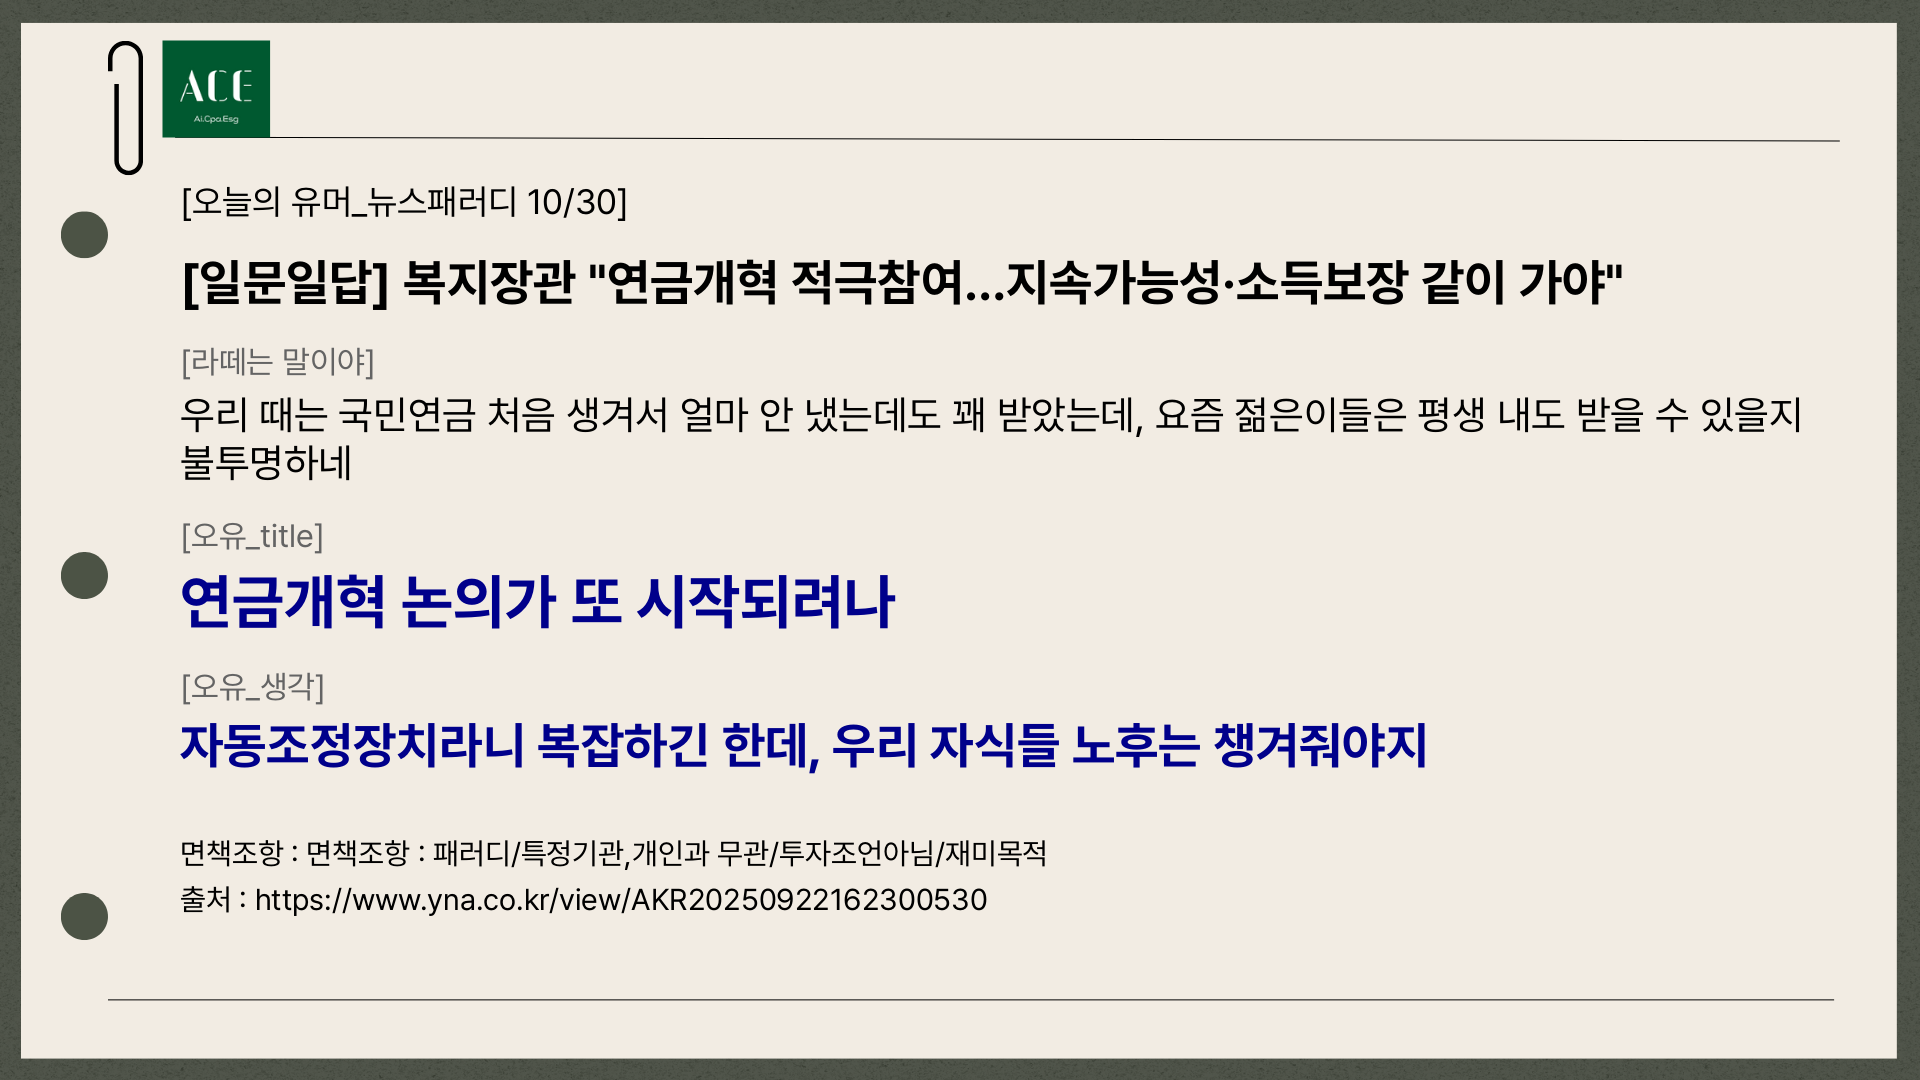 ACE
Ai.Cpa.Esg
[오늘의 유머_뉴스패러디 10/30]
[일문일답] 복지장관 "연금개혁 적극참여…지속가능성·소득보장 같이 가야"
[라떼는 말이야]
우리 때는 국민연금 처음 생겨서 얼마 안 냈는데도 꽤 받았는데, 요즘 젊은이들은 평생 내도 받을 수 있을지
불투명하네
[오유_title]
연금개혁 논의가 또 시작되려나
[오유_생각]
자동조정장치라니 복잡하긴 한데, 우리 자식들 노후는 챙겨줘야지
면책조항 : 면책조항 : 패러디/특정기관,개인과 무관/투자조언아님/재미목적
출처 : https://www.yna.co.kr/view/AKR20250922162300530